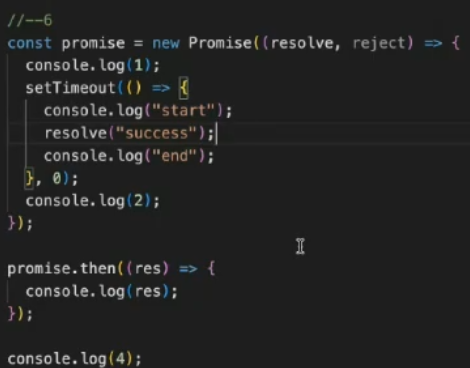 //--6
const promise = new Promise((resolve, reject) => {
  console.log(1);
  setTimeout(() => {
    console.log("start");
    resolve("success");
    console.log("end");
  }, 0);
  console.log(2);
});

promise.then((res) => {
  console.log(res);
});

console.log(4);